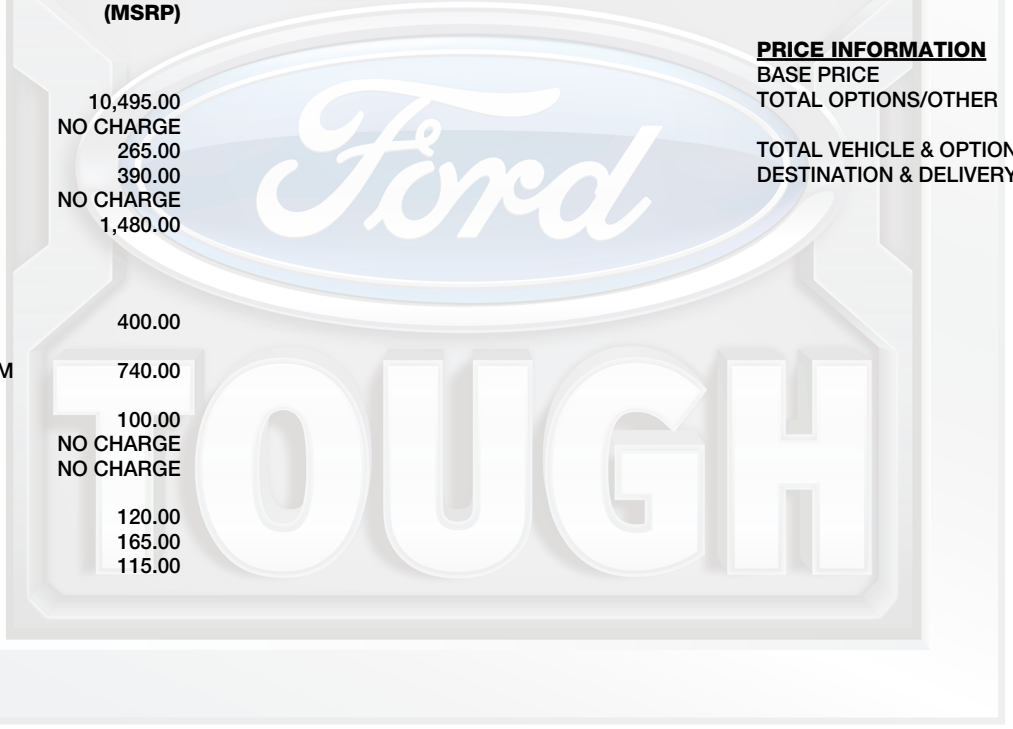 (MSRP)
10,495.00
NO CHARGE
265.00
390.00
NO CHARGE
1,480.00
400.00
M 740.00
100.00
NO CHARGE
NO CHARGE
120.00
165.00
115.00
PRICE INFORMATION
BASE PRICE
TOTAL OPTIONS/OTHER
TOTAL VEHICLE & OPTION
DESTINATION & DELIVERY
Ford
TOUGH